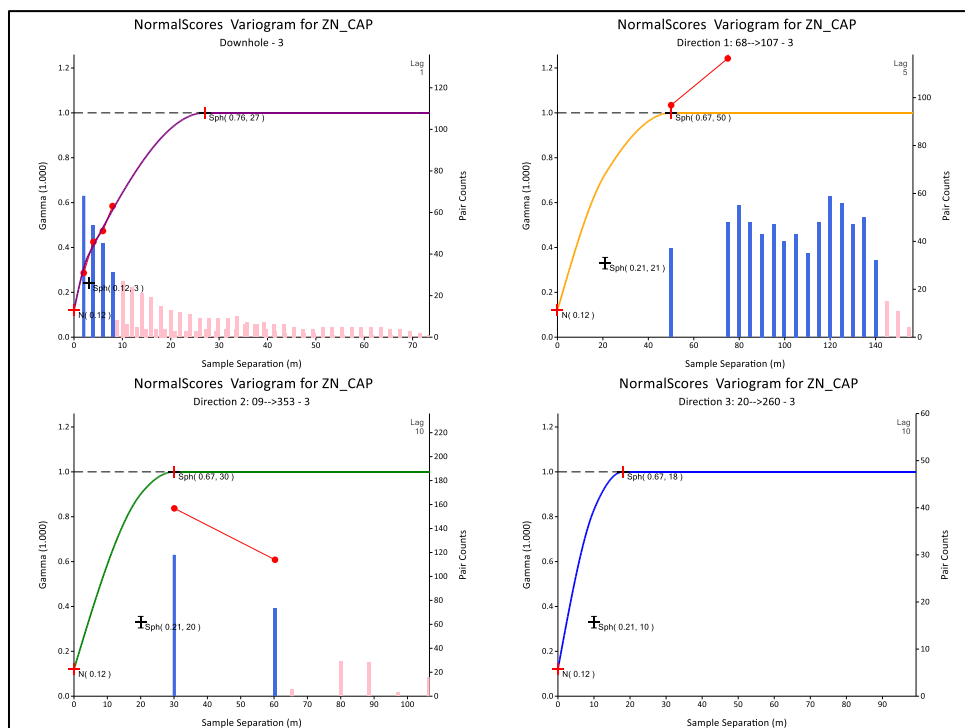 NormalScores Variogram for ZN_CAP
Downhole - 3
Lag
1
1.2
1.0
0.8
0.6
0.4
0.2
0.0
Gamma (1.000)
Sph( 0.76, 27 )
Sph( 0.12, 3 )
N( 0.12 )
120
100
80
60
40
20
0
Pair Counts
0 10 20 30 40 50 60 70
Sample Separation (m)
NormalScores Variogram for ZN_CAP
Direction 1: 68-->107 - 3
Lag
5
1.2
1.0
0.8
0.6
0.4
0.2
0.0
Gamma (1.000)
Sph( 0.67, 50 )
Sph( 0.21, 21 )
N( 0.12 )
100
80
60
40
20
0
Pair Counts
0 20 40 60 80 100 120 140
Sample Separation (m)
NormalScores Variogram for ZN_CAP
Direction 2: 09-->353 - 3
Lag
10
1.2
1.0
0.8
0.6
0.4
0.2
0.0
Gamma (1.000)
Sph( 0.67, 30 )
Sph( 0.21, 20 )
N( 0.12 )
220
200
180
160
140
120
100
80
60
40
20
0
Pair Counts
0 10 20 30 40 50 60 70 80 90 100
Sample Separation (m)
NormalScores Variogram for ZN_CAP
Direction 3: 20-->260 - 3
Lag
10
1.2
1.0
0.8
0.6
0.4
0.2
0.0
Gamma (1.000)
Sph( 0.67, 18 )
Sph( 0.21, 10 )
N( 0.12 )
60
50
40
30
20
10
0
Pair Counts
0 10 20 30 40 50 60 70 80 90
Sample Separation (m)